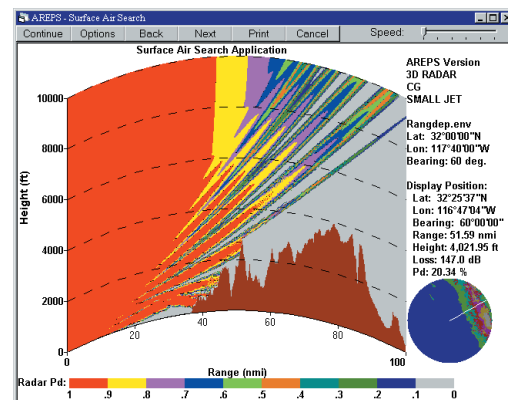 AREPS - Surface Air Search
Continue Options Back Next Print Cancel Speed:
Surface Air Search Application
AREPS Version
3D RADAR
CG
SMALL JET
Rangdep.env
Lat: 32°00'00"N
Lon: 117°40'00"W
Bearing: 60 deg.
Display Position:
Lat: 32°25'37"N
Lon: 116°47'04"W
Bearing: 60°00'00"
Range: 51.59 nmi
Height: 4,021.95 ft
Loss: 147.0 dB
Pd: 20.34 %
Height (ft)
10000
8000
6000
4000
2000
0
0 20 40 60 80 100
Range (nmi)
Radar Pd:
1 .9 .8 .7 .6 .5 .4 .3 .2 .1 0